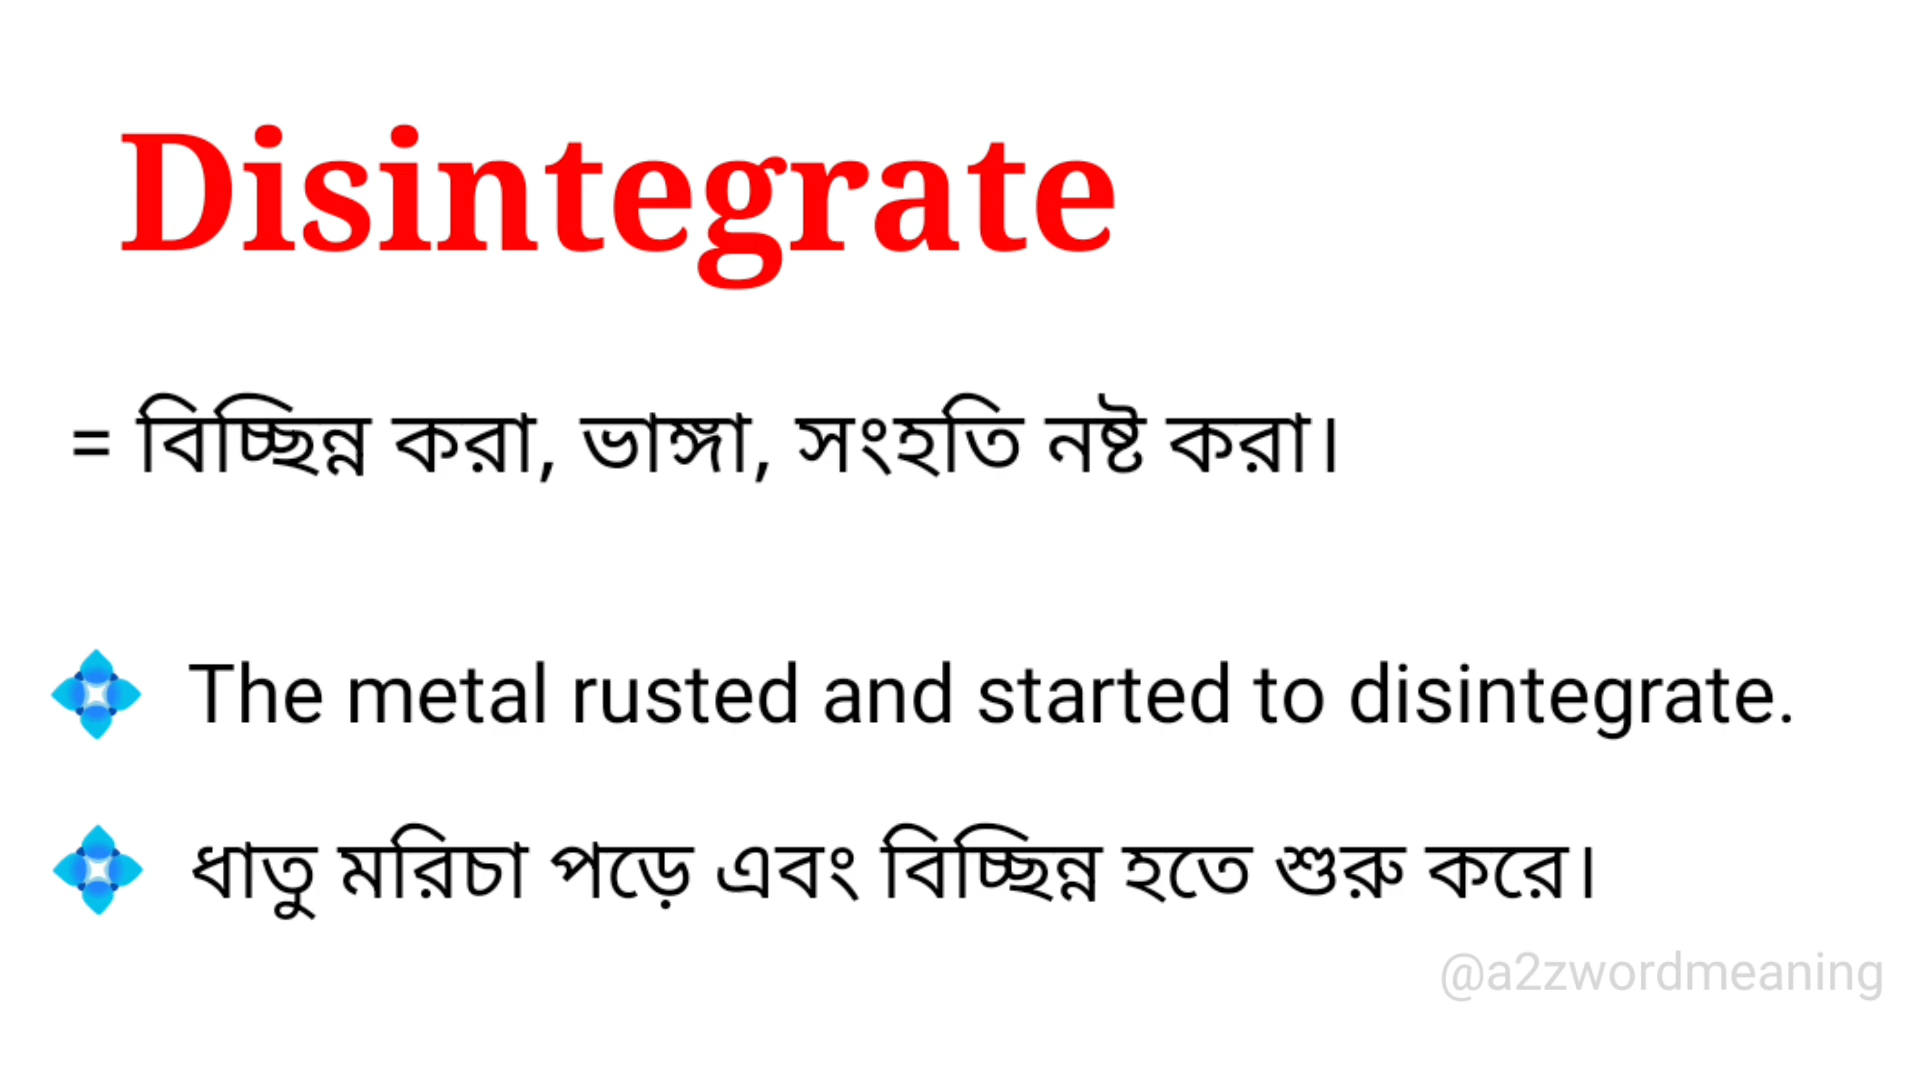 Disintegrate
= বিচ্ছিন্ন করা, ভাঙ্গা, সংহতি নষ্ট করা।
💠 The metal rusted and started to disintegrate.
💠 ধাতু মরিচা পড়ে এবং বিচ্ছিন্ন হতে শুরু করে।
@a2zwordmeaning